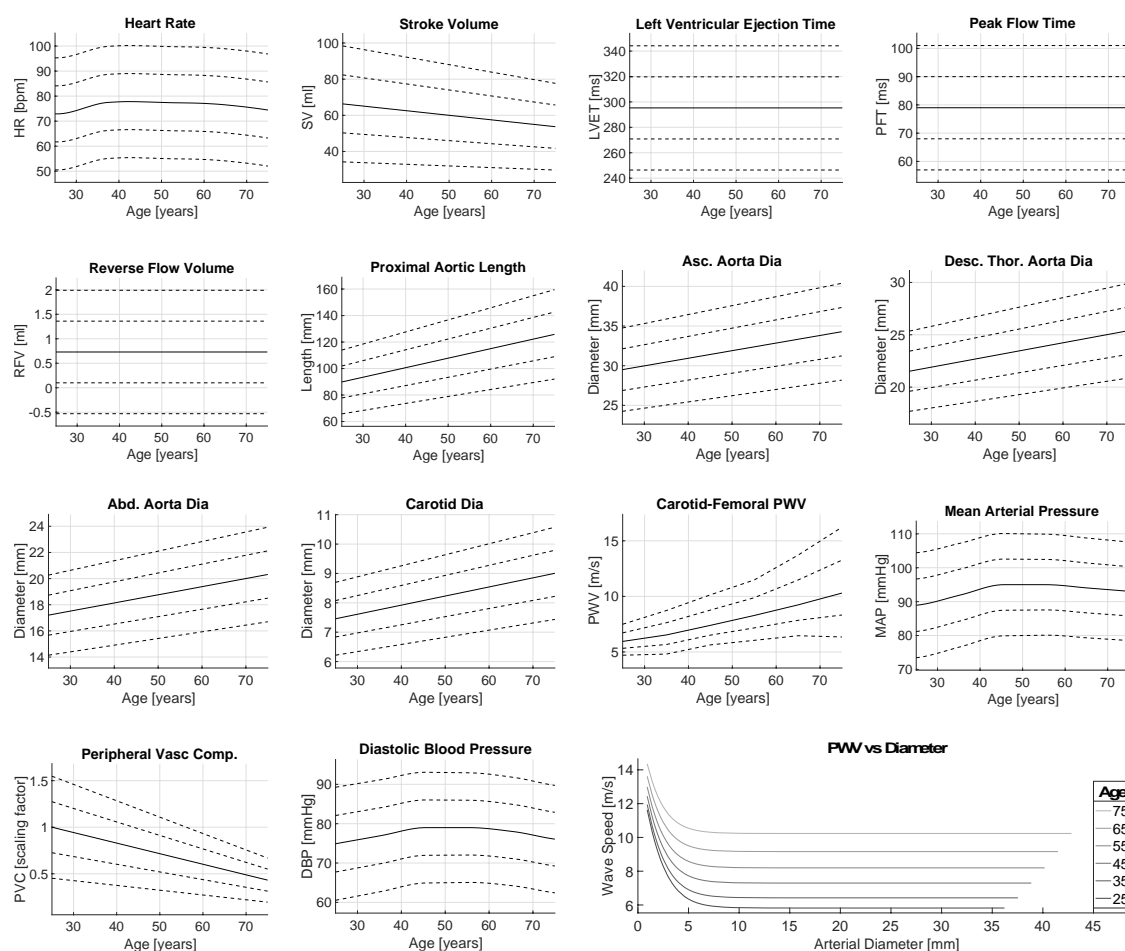 Heart Rate
100
90
80
70
60
50
HR [bpm]
30 40 50 60 70
Age [years]
Stroke Volume
100
80
60
40
SV [ml]
30 40 50 60 70
Age [years]
Left Ventricular Ejection Time
340
320
300
280
260
240
LVET [ms]
30 40 50 60 70
Age [years]
Peak Flow Time
100
90
80
70
60
PFT [ms]
30 40 50 60 70
Age [years]
Reverse Flow Volume
2
1.5
1
0.5
0
-0.5
RFV [ml]
30 40 50 60 70
Age [years]
Proximal Aortic Length
160
140
120
100
80
60
Length [mm]
30 40 50 60 70
Age [years]
Asc. Aorta Dia
40
35
30
25
Diameter [mm]
30 40 50 60 70
Age [years]
Desc. Thor. Aorta Dia
30
25
20
Diameter [mm]
30 40 50 60 70
Age [years]
Abd. Aorta Dia
24
22
20
18
16
14
Diameter [mm]
30 40 50 60 70
Age [years]
Carotid Dia
11
10
9
8
7
6
Diameter [mm]
30 40 50 60 70
Age [years]
Carotid-Femoral PWV
15
10
5
PWV [m/s]
30 40 50 60 70
Age [years]
Mean Arterial Pressure
110
100
90
80
70
MAP [mmHg]
30 40 50 60 70
Age [years]
Peripheral Vasc Comp.
1.5
1
0.5
PVC [scaling factor]
30 40 50 60 70
Age [years]
Diastolic Blood Pressure
90
80
70
60
DBP [mmHg]
30 40 50 60 70
Age [years]
PWV vs Diameter
14
12
10
8
6
Wave Speed [m/s]
0 5 10 15 20 25 30 35 40 45
Arterial Diameter [mm]
Age
75
65
55
45
35
25